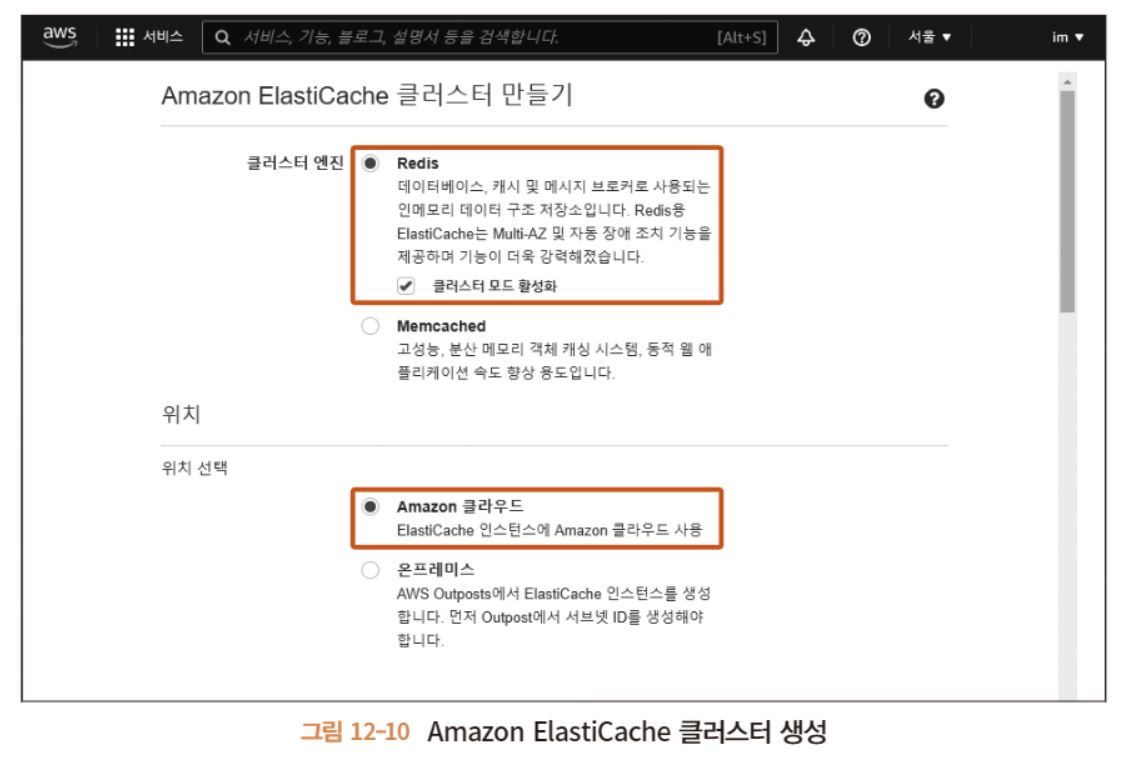 aws 서비스 서비스, 기능, 블로그, 설명서 등을 검색합니다. [Alt+S] 서울 ▼ im ▼
Amazon ElastiCache 클러스터 만들기
클러스터 엔진 Redis
데이터베이스, 캐시 및 메시지 브로커로 사용되는
인메모리 데이터 구조 저장소입니다. Redis용
ElastiCache는 Multi-AZ 및 자동 장애 조치 기능을
제공하며 기능이 더욱 강력해졌습니다.
클러스터 모드 활성화
Memcached
고성능, 분산 메모리 객체 캐싱 시스템, 동적 웹 애
플리케이션 속도 향상 용도입니다.
위치
위치 선택
Amazon 클라우드
ElastiCache 인스턴스에 Amazon 클라우드 사용
온프레미스
AWS Outposts에서 ElastiCache 인스턴스를 생성
합니다. 먼저 Outpost에서 서브넷 ID를 생성해야
합니다.
그림 12-10 Amazon ElastiCache 클러스터 생성